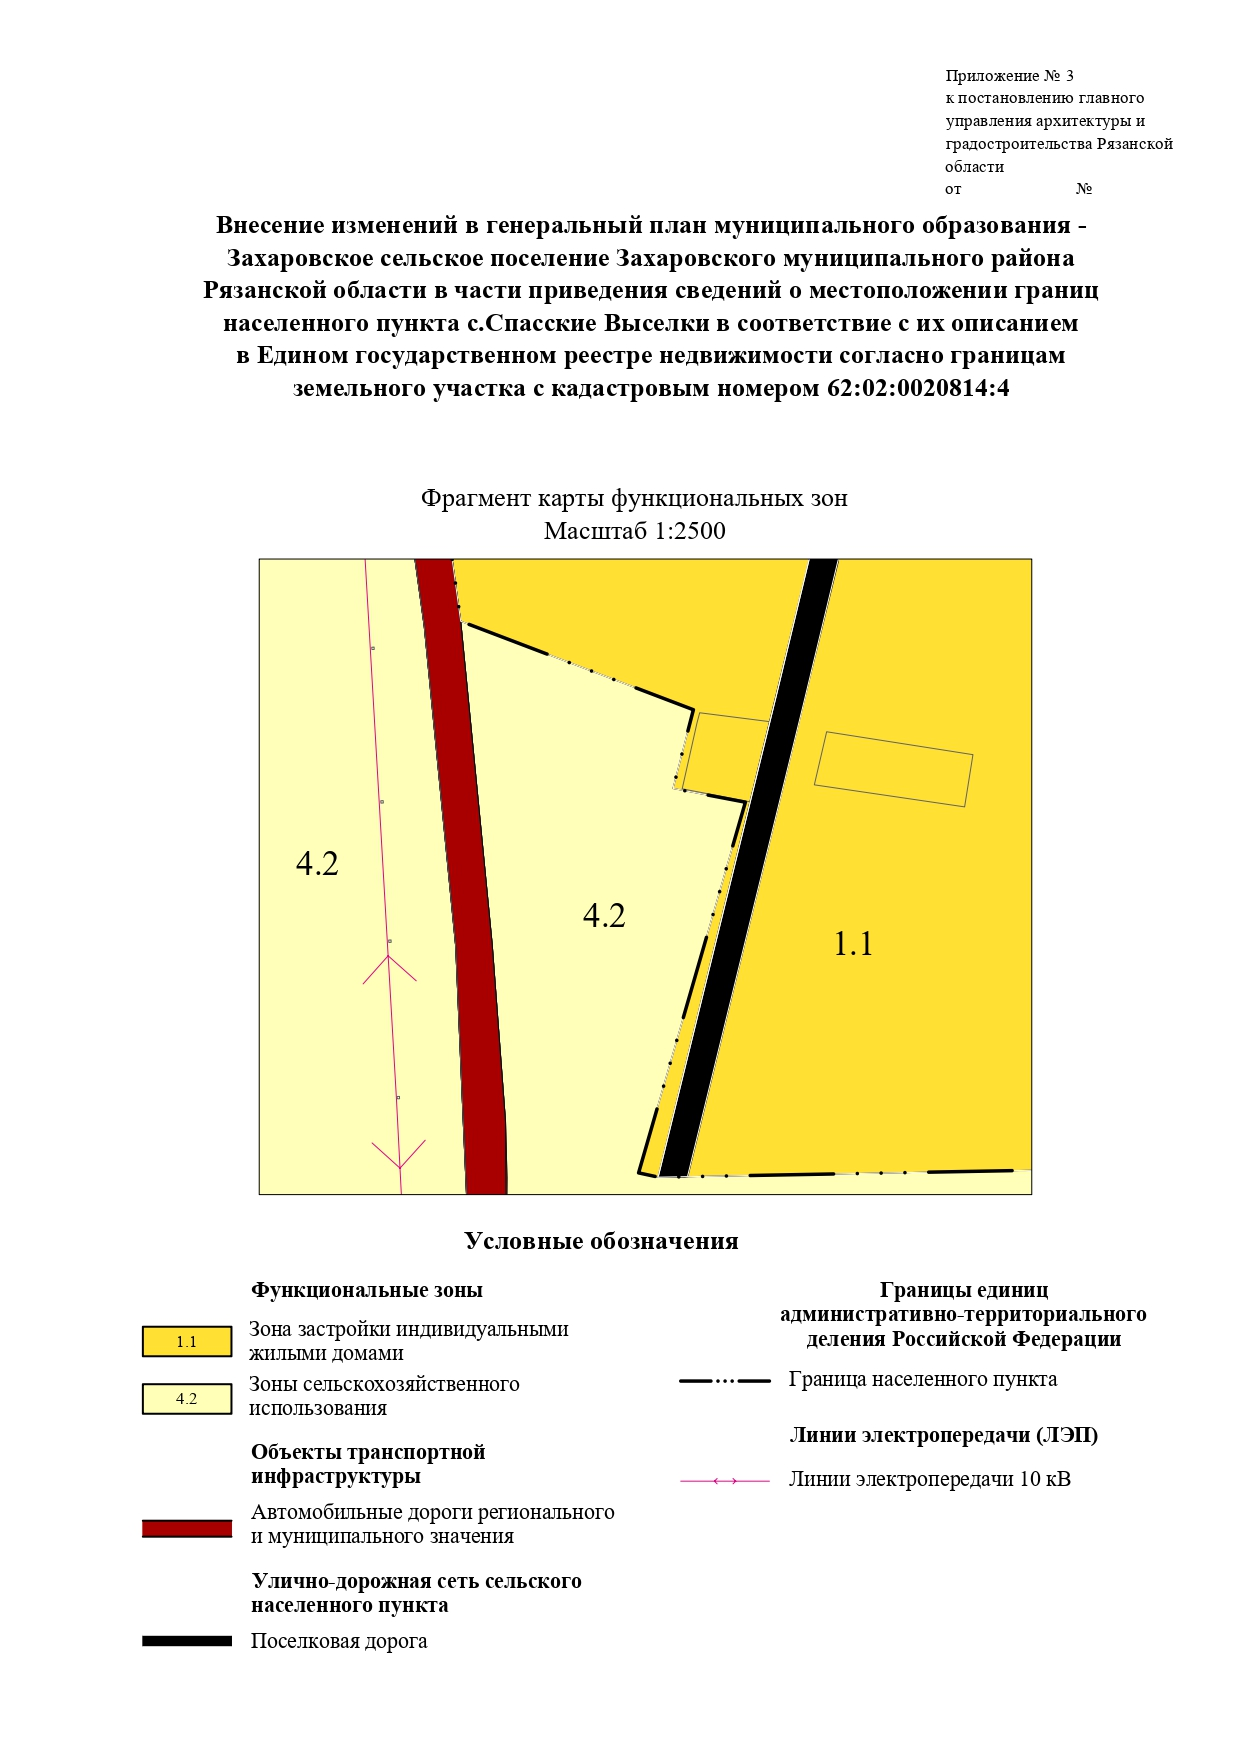 Приложение № 3
к постановлению главного
управления архитектуры и
градостроительства Рязанской
области
от №
Внесение изменений в генеральный план муниципального образования -
Захаровское сельское поселение Захаровского муниципального района
Рязанской области в части приведения сведений о местоположении границ
населенного пункта с.Спасские Выселки в соответствие с их описанием
в Едином государственном реестре недвижимости согласно границам
земельного участка с кадастровым номером 62:02:0020814:4
Фрагмент карты функциональных зон
Масштаб 1:2500
4.2
4.2
1.1
Условные обозначения
Функциональные зоны
1.1
Зона застройки индивидуальными
жилыми домами
4.2
Зоны сельскохозяйственного
использования
Объекты транспортной
инфраструктуры
Автомобильные дороги регионального
и муниципального значения
Улично-дорожная сеть сельского
населенного пункта
Поселковая дорога
Границы единиц
административно-территориального
деления Российской Федерации
Граница населенного пункта
Линии электропередачи (ЛЭП)
Линии электропередачи 10 кВ